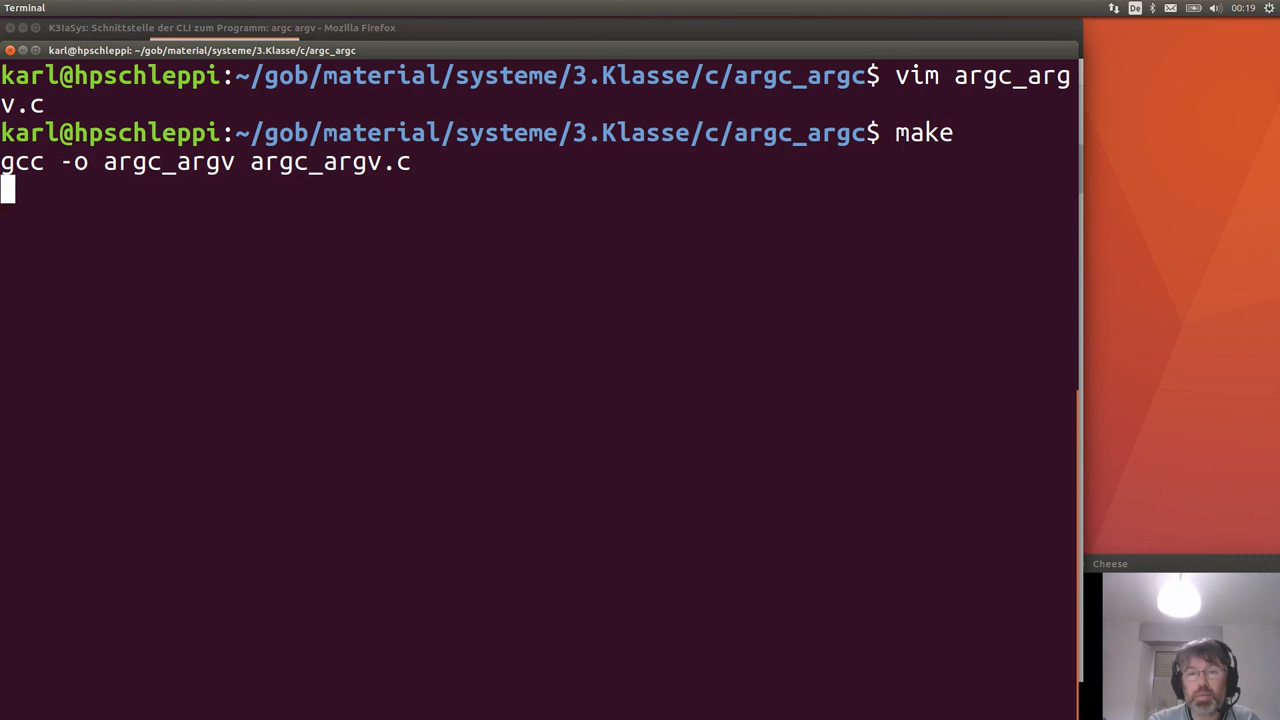 Terminal
De
00:19
K3IaSys: Schnittstelle der CLI zum Programm: argc argv - Mozilla Firefox
karl@hpschleppi: ~/gob/material/systeme/3.Klasse/c/argc_argc
karl@hpschleppi:~/gob/material/systeme/3.Klasse/c/argc_argc$ vim argc_arg
v.c
karl@hpschleppi:~/gob/material/systeme/3.Klasse/c/argc_argc$ make
gcc -o argc_argv argc_argv.c
Cheese